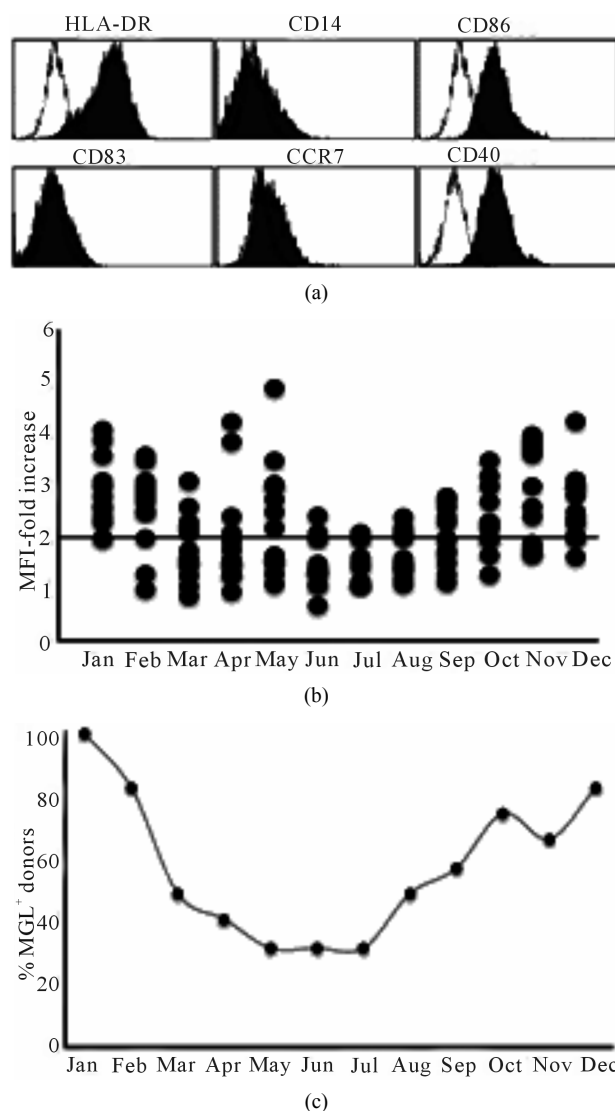 HLA-DR CD14 CD86
CD83 CCR7 CD40
(a)
6
5
4
3
2
1
0
MFI-fold increase
Jan Feb Mar Apr May Jun Jul Aug Sep Oct Nov Dec
(b)
100
80
60
40
20
0
% MGL⁺ donors
Jan Feb Mar Apr May Jun Jul Aug Sep Oct Nov Dec
(c)